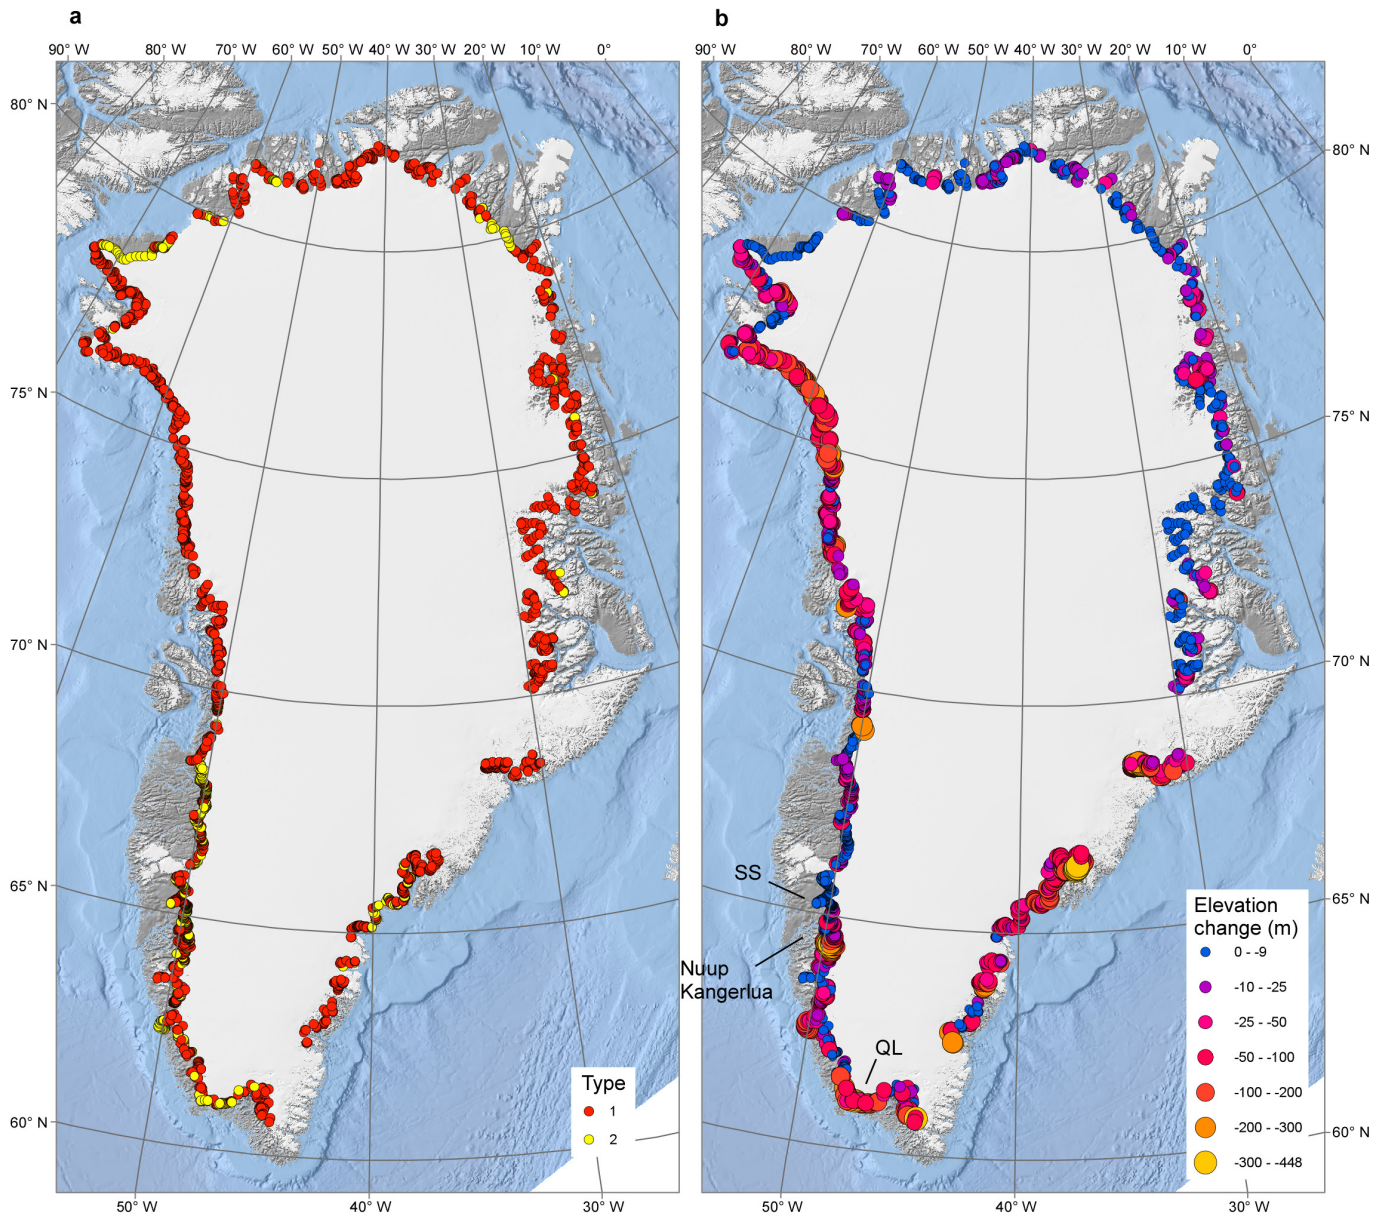 a
b
90° W 80° W 70° W 60° W 50° W 40° W 30° W 20° W 10° W 0°
90° W 80° W 70° W 60° W 50° W 40° W 30° W 20° W 10° W 0°
80° N
80° N
75° N
75° N
70° N
70° N
65° N
65° N
60° N
60° N
SS
Nuup
Kangerlua
QL
Type
1
2
Elevation
change (m)
0 - -9
-10 - -25
-25 - -50
-50 - -100
-100 - -200
-200 - -300
-300 - -448
50° W 40° W 30° W
50° W 40° W 30° W